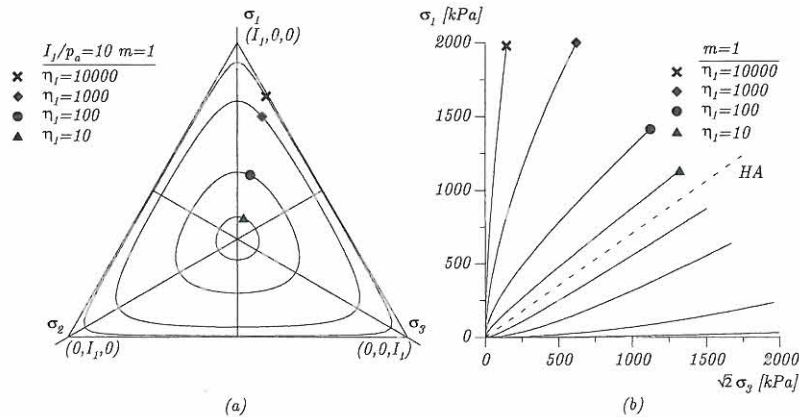 σ₁
(I₁,0,0)
I₁/pₐ=10 m=1
η₁=10000
η₁=1000
η₁=100
η₁=10
σ₂
(0,I₁,0)
σ₃
(0,0,I₁)
(a)
σ₁ [kPa]
2000
1500
1000
500
0
m=1
η₁=10000
η₁=1000
η₁=100
η₁=10
HA
0 500 1000 1500 2000
√2 σ₃ [kPa]
(b)